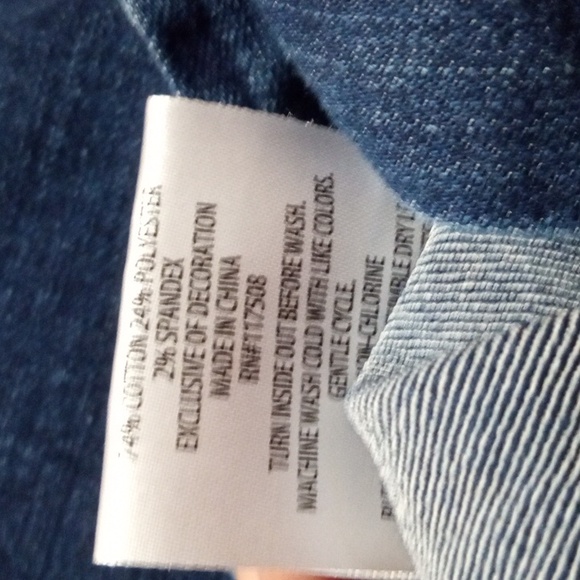 74% COTTON 24% POLYESTER
2% SPANDEX
EXCLUSIVE OF DECORATION
MADE IN CHINA
RN#117508
TURN INSIDE OUT BEFORE WASH.
MACHINE WASH COLD WITH LIKE COLORS.
GENTLE CYCLE.
CHLORINE
DRY